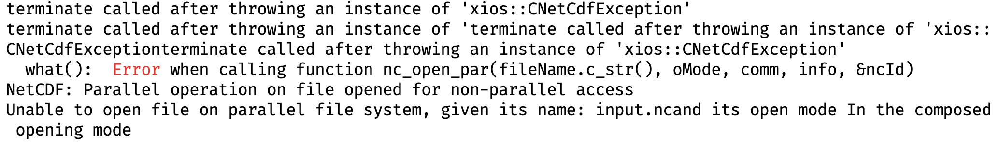 terminate called after throwing an instance of 'xios::CNetCdfException'
terminate called after throwing an instance of 'terminate called after throwing an instance of 'xios::
CNetCdfExceptionterminate called after throwing an instance of 'xios::CNetCdfException'
  what():  Error when calling function nc_open_par(fileName.c_str(), oMode, comm, info, &ncId)
NetCDF: Parallel operation on file opened for non-parallel access
Unable to open file on parallel file system, given its name: input.ncand its open mode In the composed
 opening mode